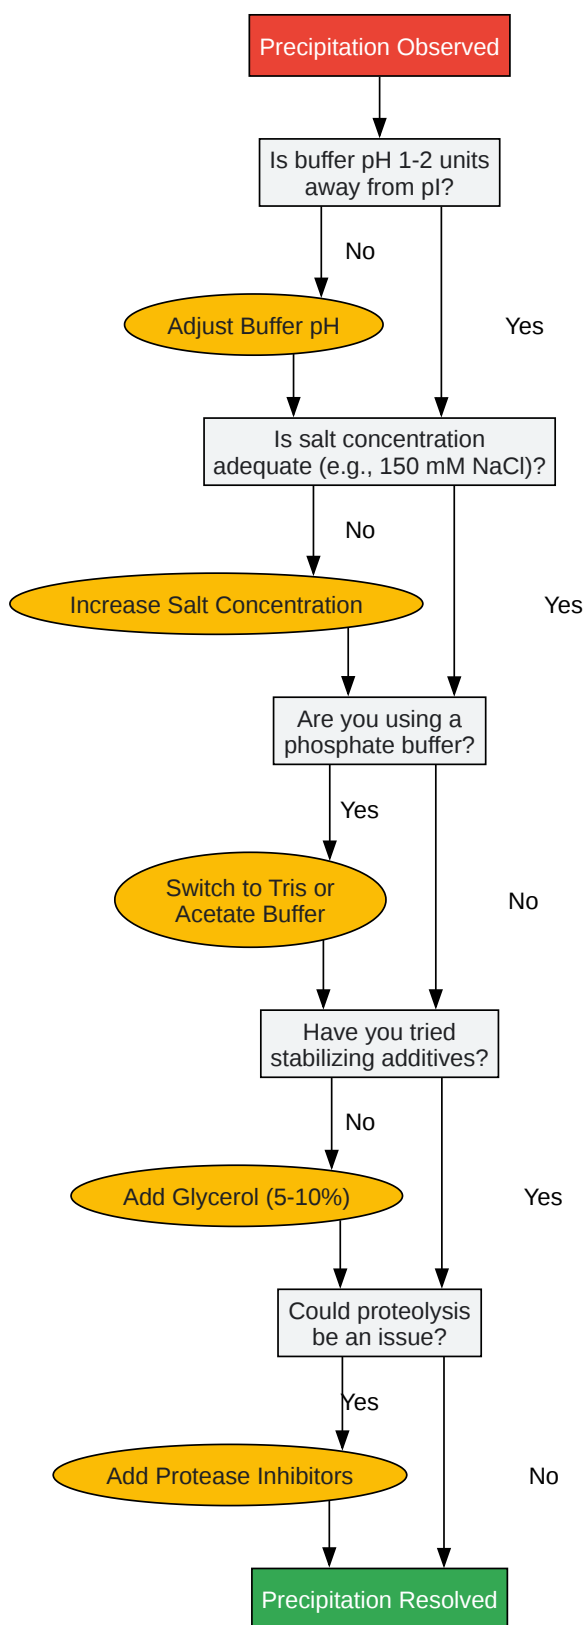 Precipitation Observed
Is buffer pH 1-2 units
away from pI?
No
Adjust Buffer pH
Yes
Is salt concentration
adequate (e.g., 150 mM NaCl)?
No
Increase Salt Concentration
Yes
Are you using a
phosphate buffer?
Yes
Switch to Tris or
Acetate Buffer
No
Have you tried
stabilizing additives?
No
Add Glycerol (5-10%)
Yes
Could proteolysis
be an issue?
Yes
Add Protease Inhibitors
No
Precipitation Resolved